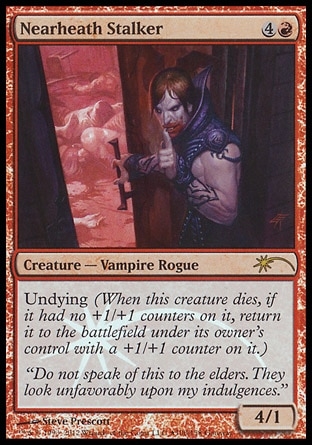 Nearheath Stalker 4
Creature — Vampire Rogue
Undying (When this creature dies, if
it had no +1/+1 counters on it, return
it to the battlefield under its owner's
control with a +1/+1 counter on it.)
"Do not speak of this to the elders. They
look unfavorably upon my indulgences."
Steve Prescott
4/1